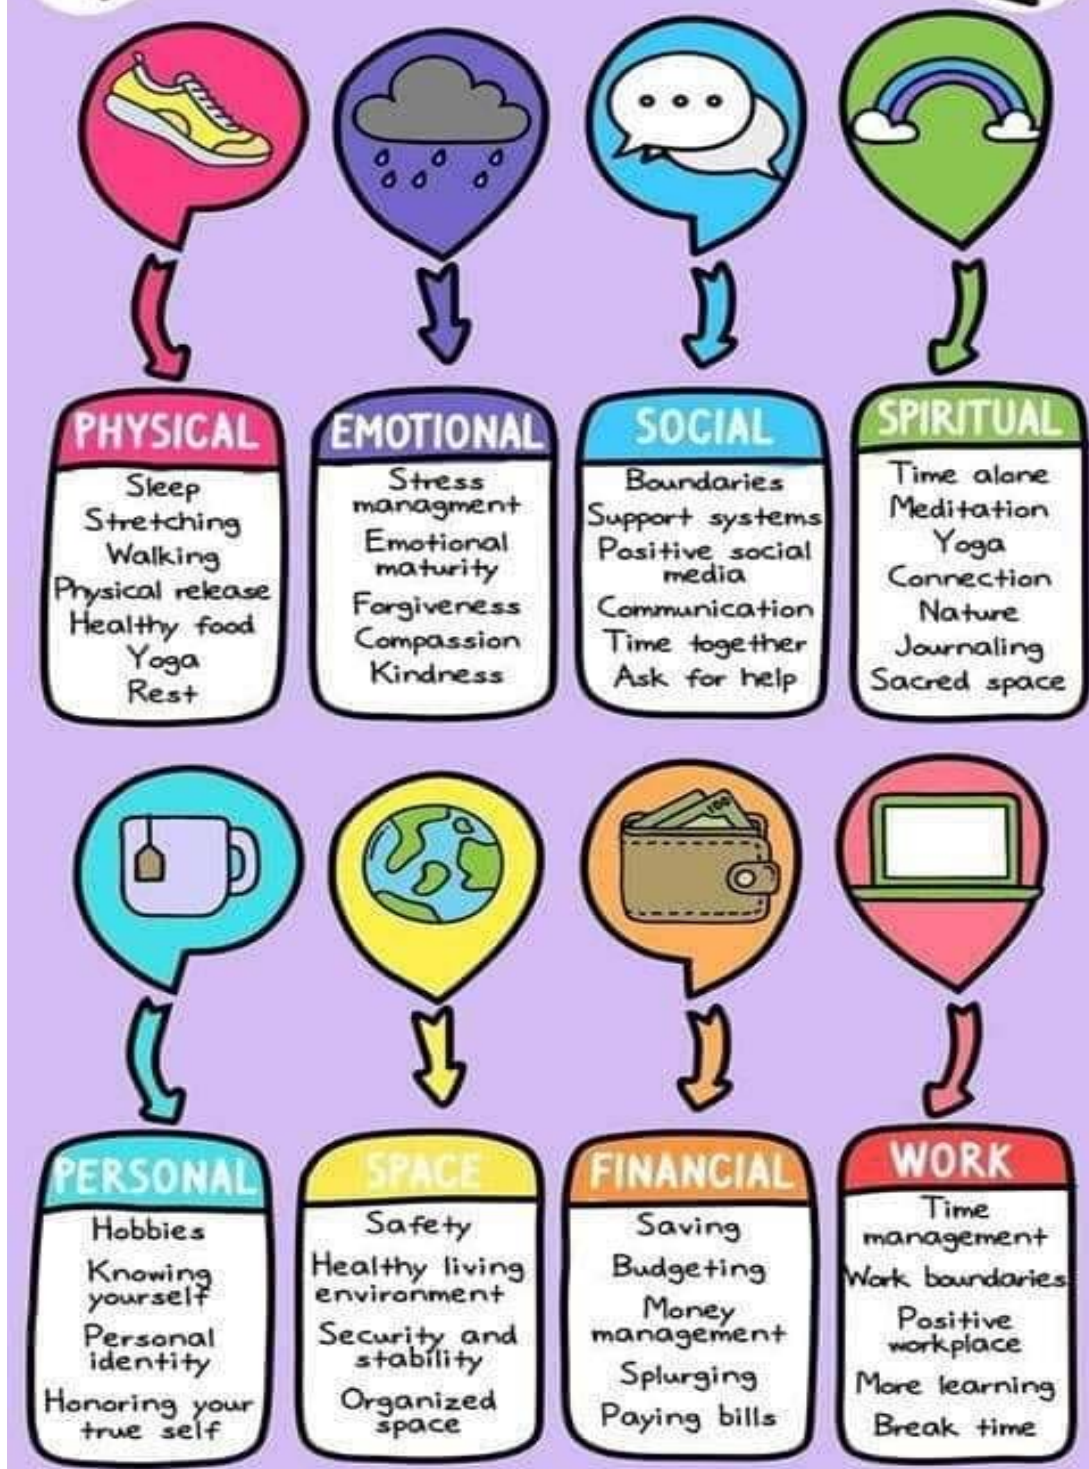 PHYSICAL
Sleep
Stretching
Walking
Physical release
Healthy food
Yoga
Rest
EMOTIONAL
Stress
managment
Emotional
maturity
Forgiveness
Compassion
Kindness
SOCIAL
Boundaries
Support systems
Positive social
media
Communication
Time together
Ask for help
SPIRITUAL
Time alone
Meditation
Yoga
Connection
Nature
Journaling
Sacred space
100
PERSONAL
Hobbies
Knowing
yourself
Personal
identity
Honoring your
true self
SPACE
Safety
Healthy living
environment
Security and
stability
Organized
space
FINANCIAL
Saving
Budgeting
Money
management
Splurging
Paying bills
WORK
Time
management
Work boundaries
Positive
workplace
More learning
Break time